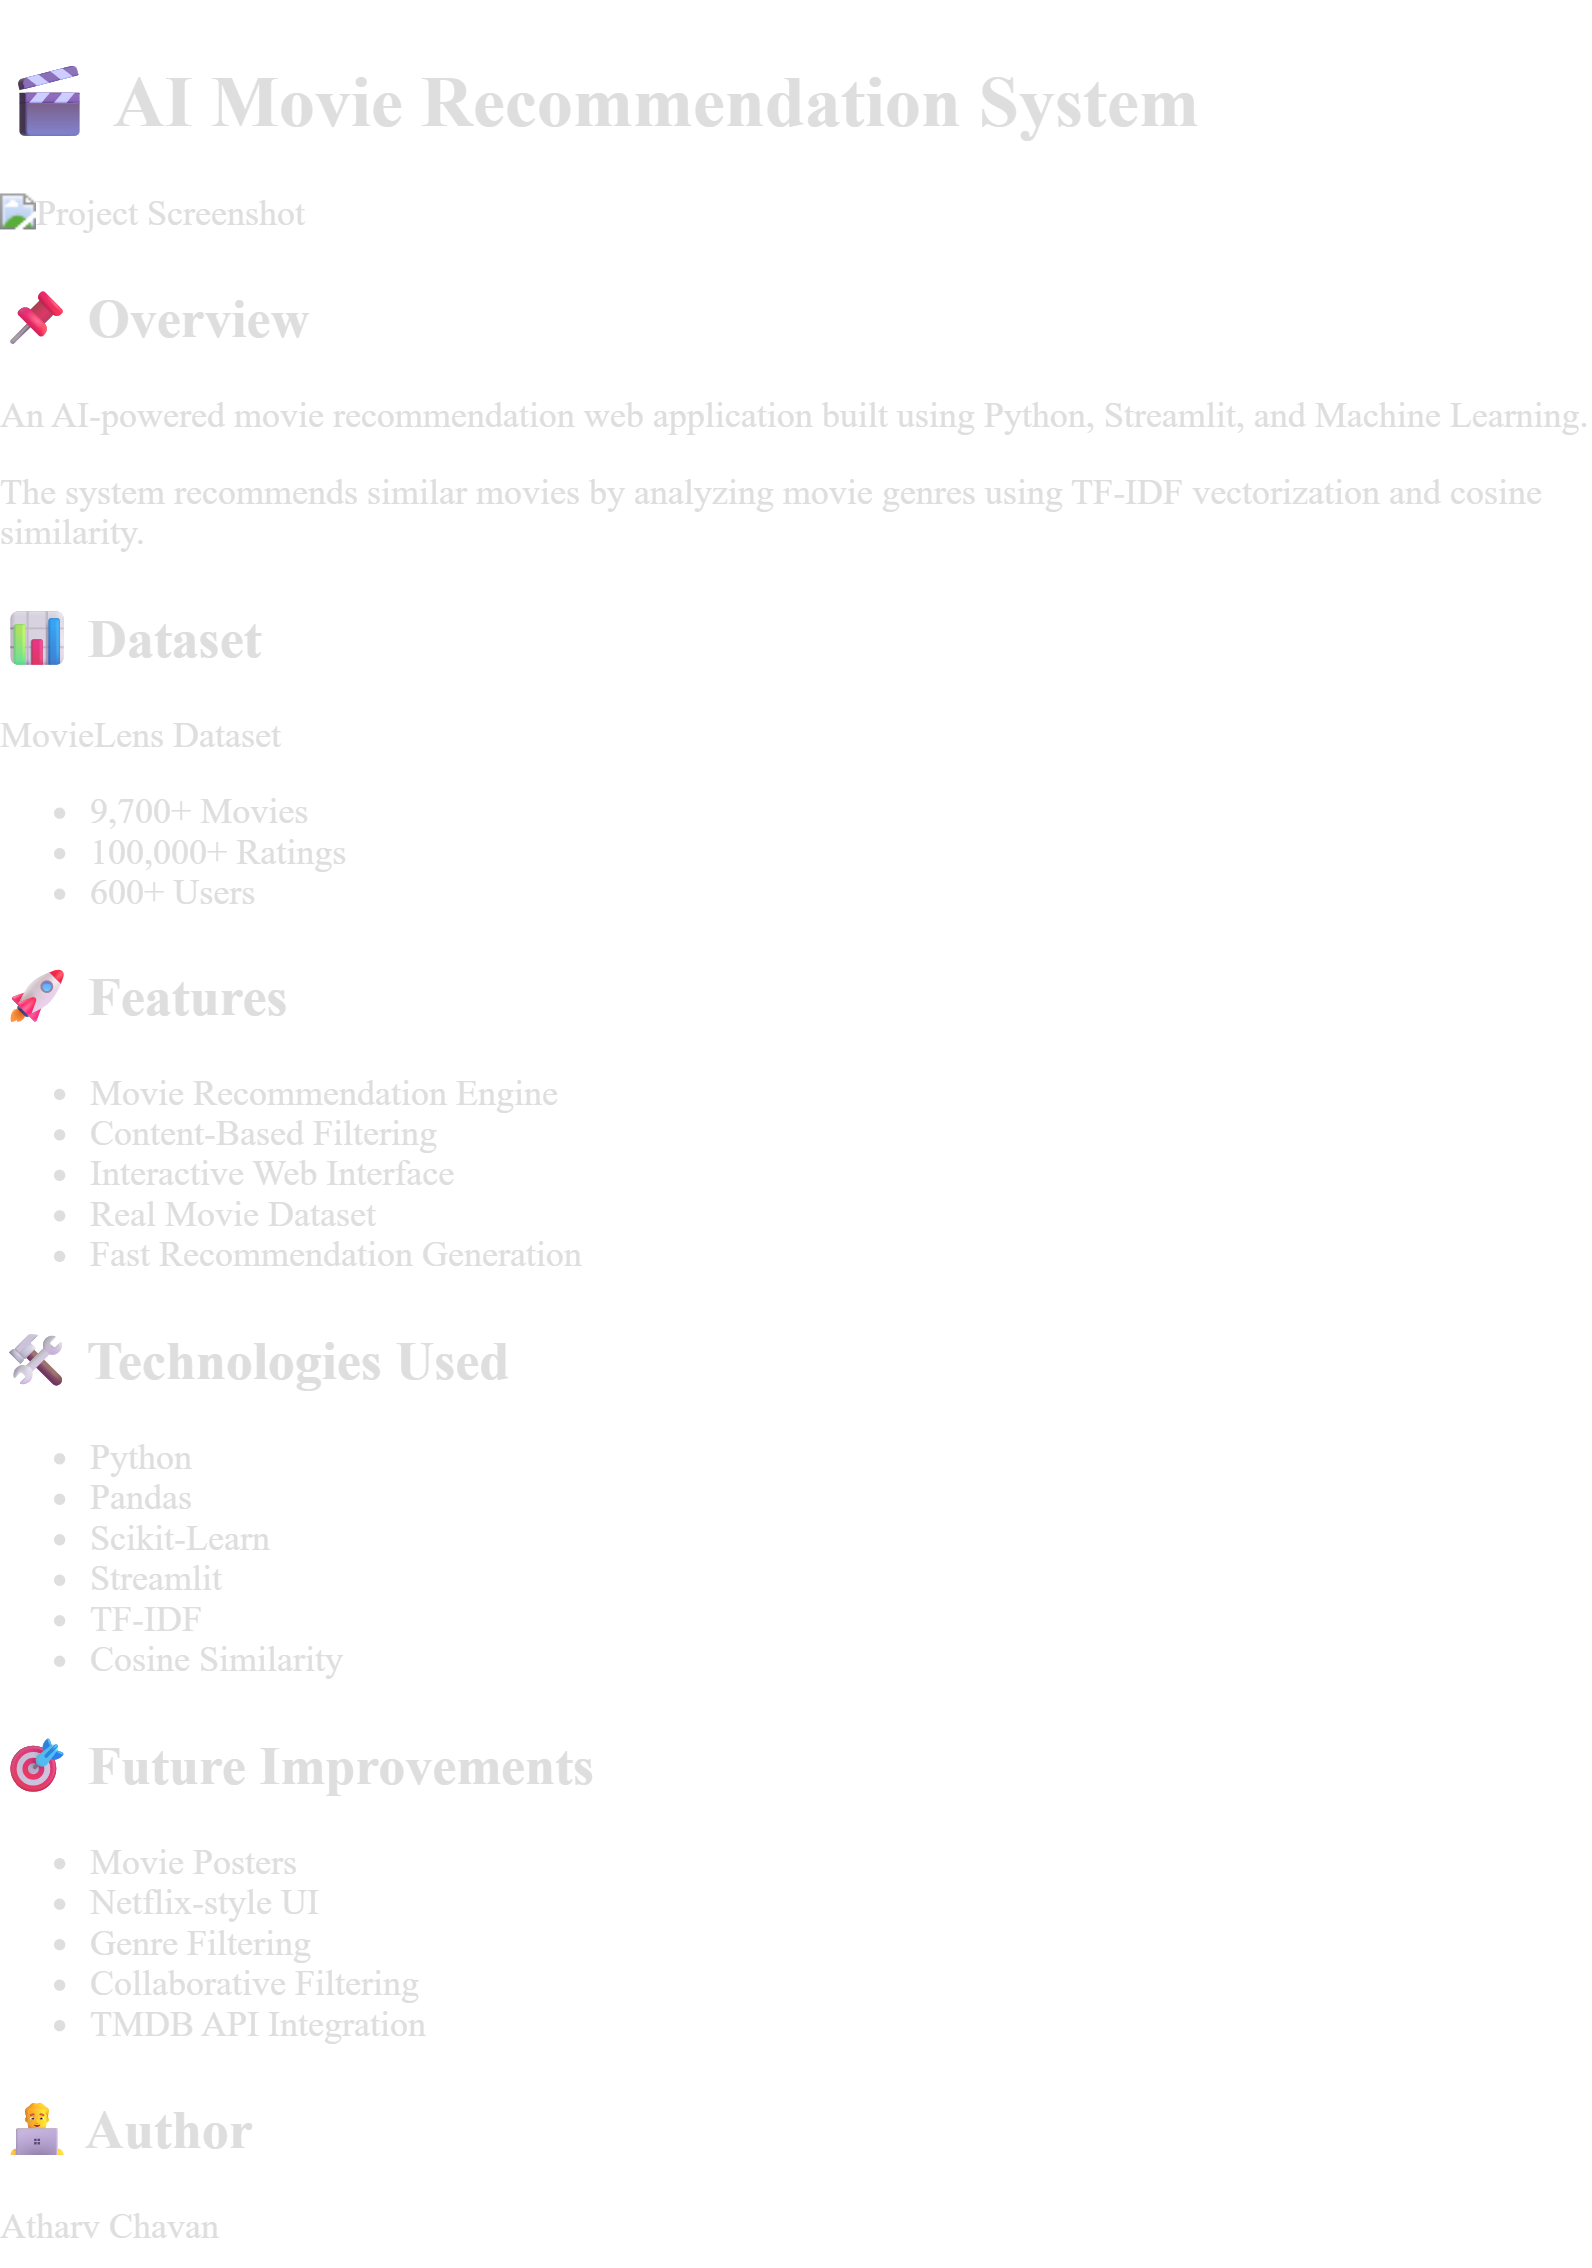 AI Movie Recommendation System
Project Screenshot
Overview
An AI-powered movie recommendation web application built using Python, Streamlit, and Machine Learning.
The system recommends similar movies by analyzing movie genres using TF-IDF vectorization and cosine
similarity.
Dataset
MovieLens Dataset
9,700+ Movies
100,000+ Ratings
600+ Users
Features
Movie Recommendation Engine
Content-Based Filtering
Interactive Web Interface
Real Movie Dataset
Fast Recommendation Generation
Technologies Used
Python
Pandas
Scikit-Learn
Streamlit
TF-IDF
Cosine Similarity
Future Improvements
Movie Posters
Netflix-style UI
Genre Filtering
Collaborative Filtering
TMDB API Integration
Author
Atharv Chavan